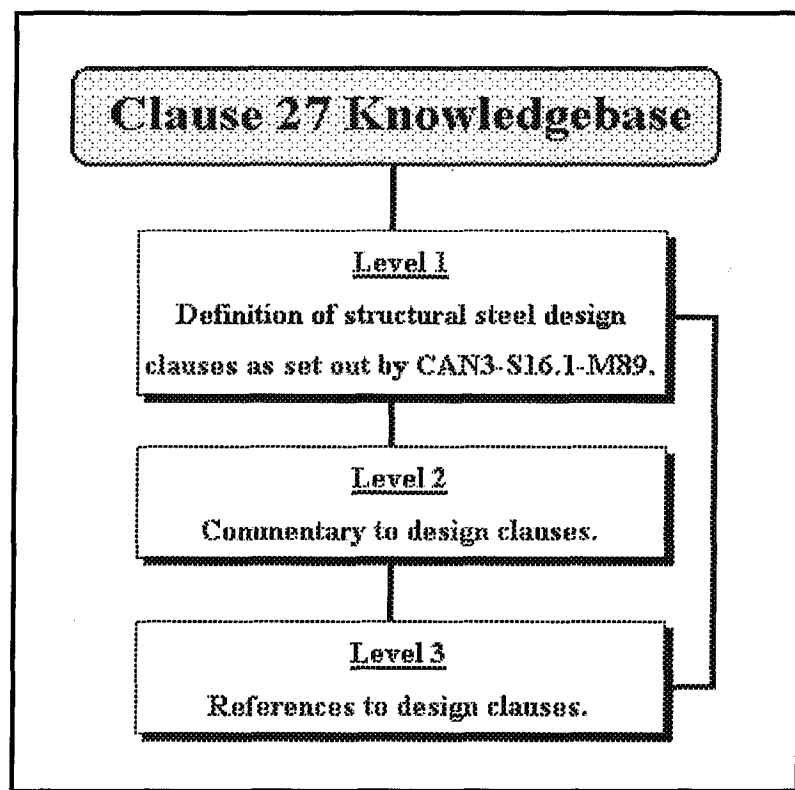 Clause 27 Knowledgebase
Level 1
Definition of structural steel design
clauses as set out by CAN3-S16.1-M89.
Level 2
Commentary to design clauses.
Level 3
References to design clauses.